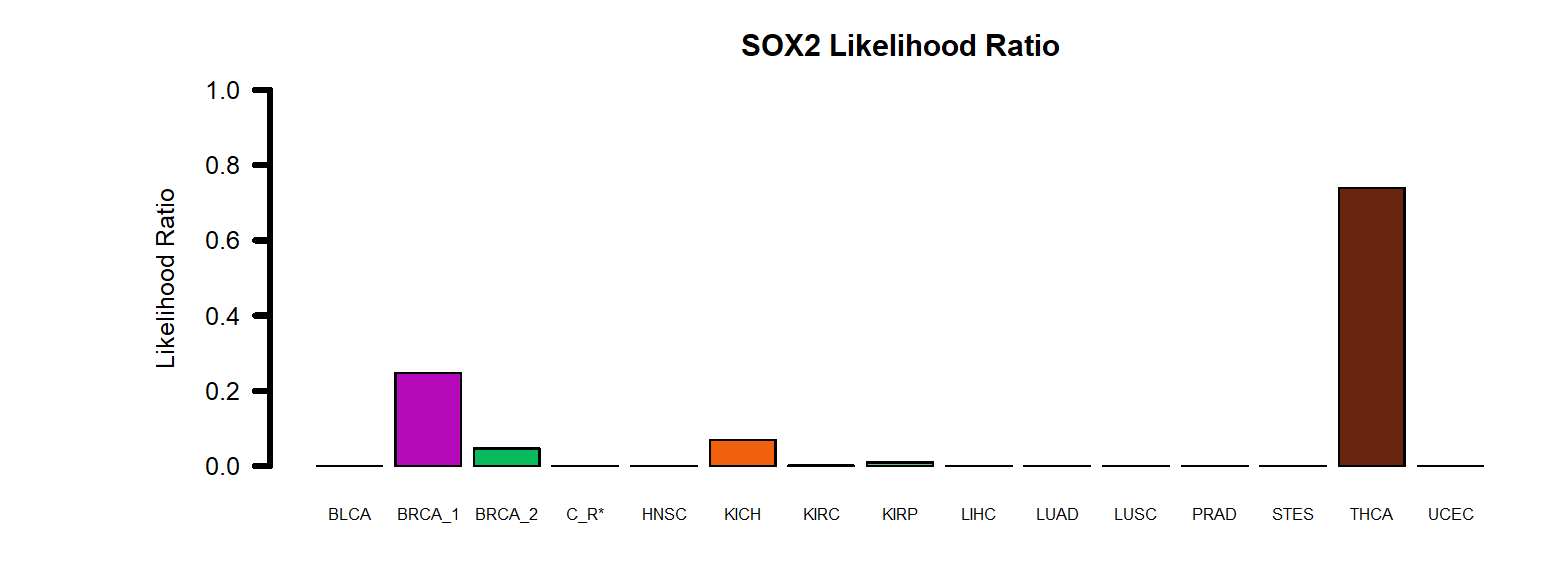 SOX2 Likelihood Ratio
Likelihood Ratio
1.0
0.8
0.6
0.4
0.2
0.0
BLCA BRCA_1 BRCA_2 C_R* HNSC KICH KIRC KIRP LIHC LUAD LUSC PRAD STES THCA UCEC